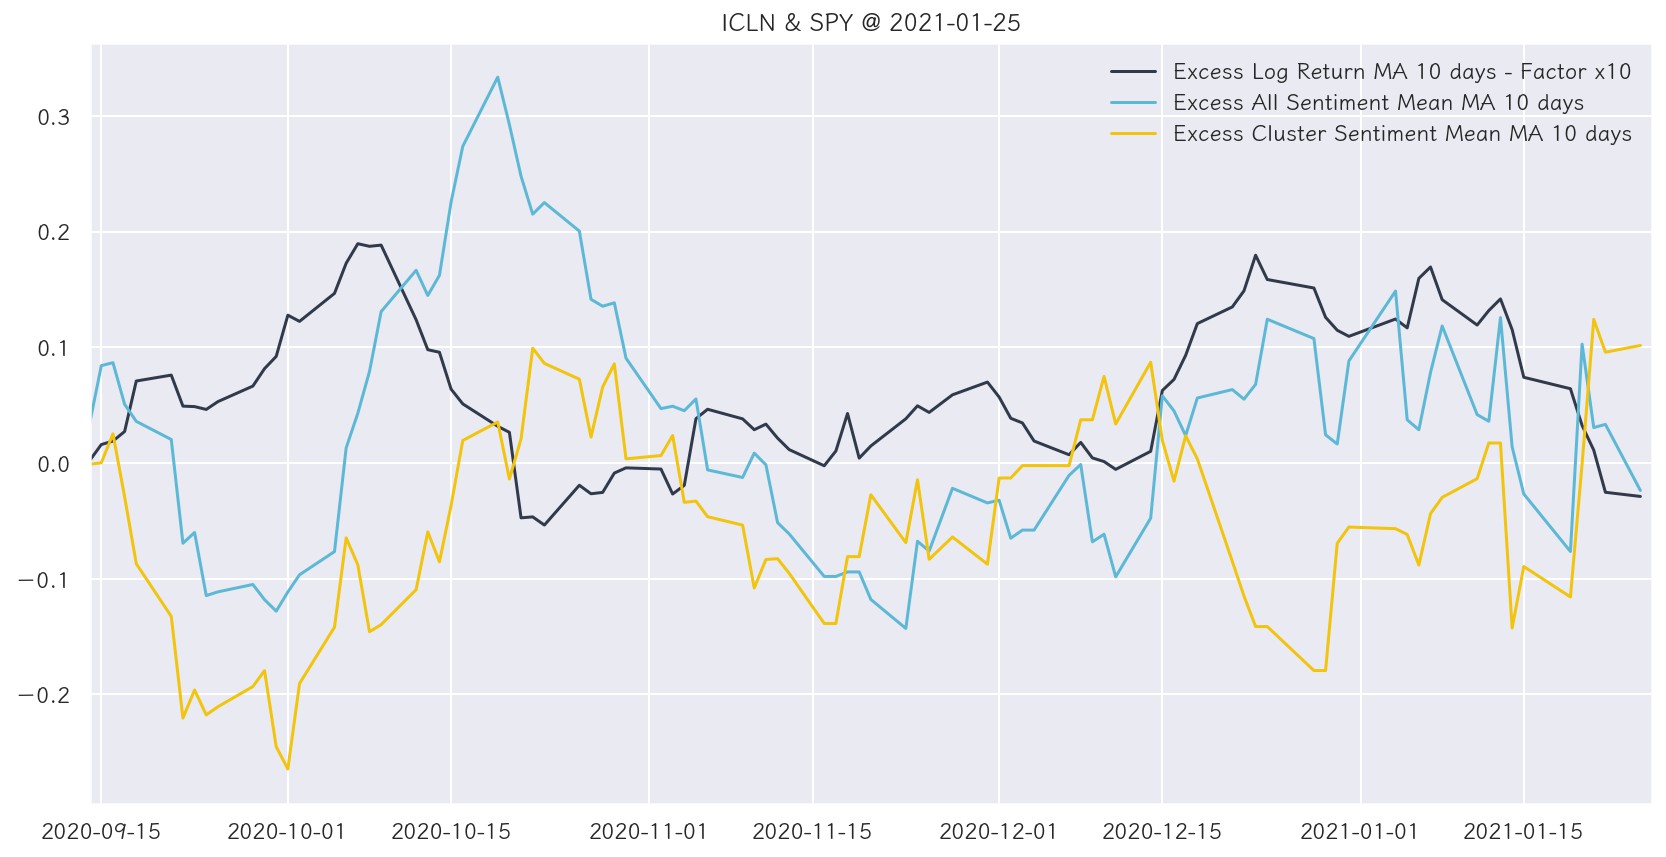 ICLN & SPY @ 2021-01-25
Excess Log Return MA 10 days - Factor x10
Excess All Sentiment Mean MA 10 days
Excess Cluster Sentiment Mean MA 10 days
0.3
0.2
0.1
0.0
−0.1
−0.2
2020-09-15 2020-10-01 2020-10-15 2020-11-01 2020-11-15 2020-12-01 2020-12-15 2021-01-01 2021-01-15